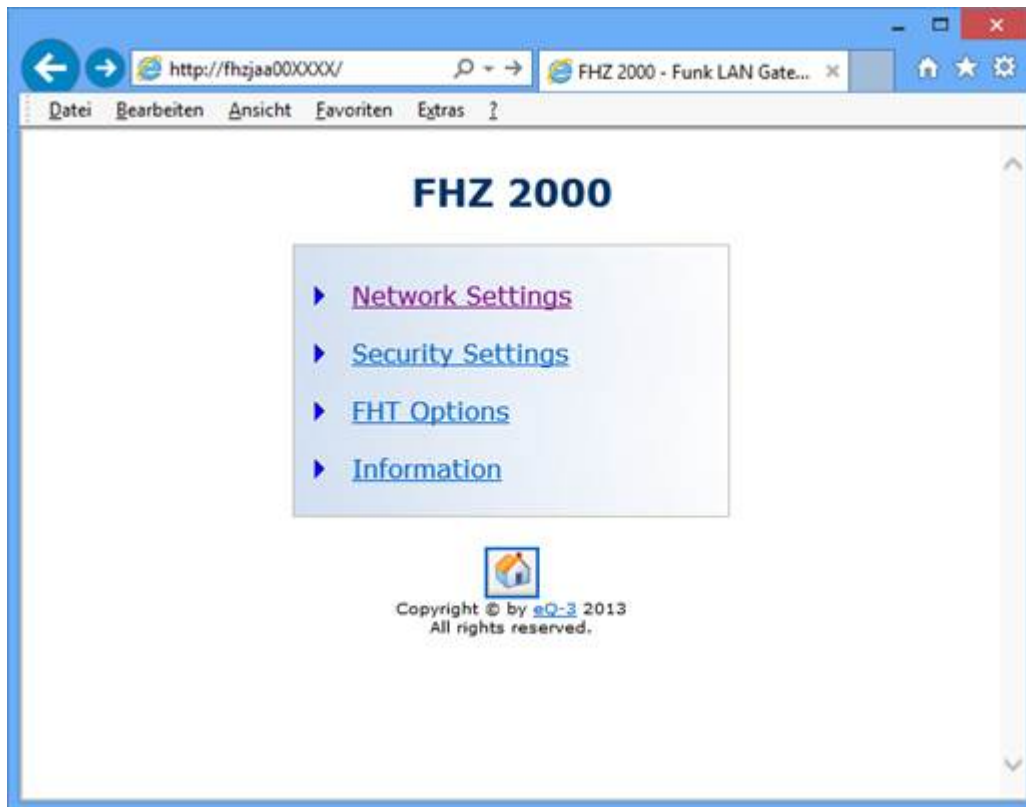 http://fhzjaa00XXXX/
FHZ 2000 - Funk LAN Gate...
Datei Bearbeiten Ansicht Favoriten Extras ?
FHZ 2000
Network Settings
Security Settings
FHT Options
Information
Copyright © by eQ-3 2013
All rights reserved.